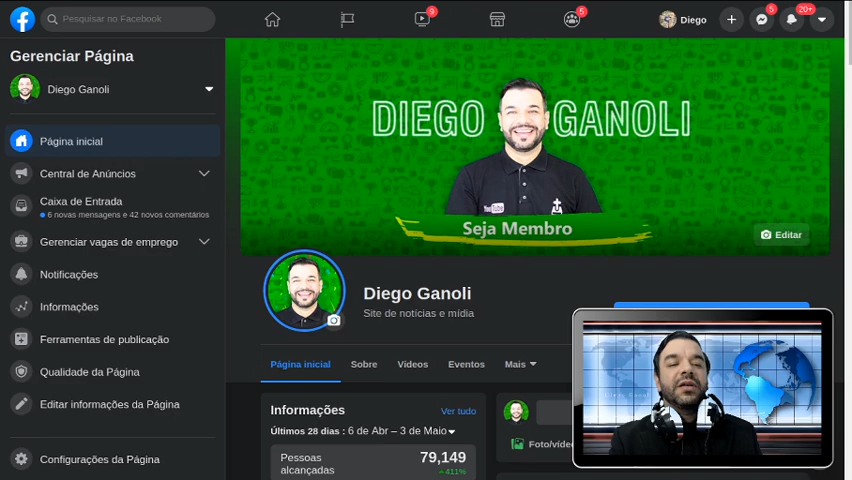 Pesquisar no Facebook
9
5
Diego
5
20+
Gerenciar Página
Diego Ganoli
Página inicial
Central de Anúncios
Caixa de Entrada
6 novas mensagens e 42 novos comentários
Gerenciar vagas de emprego
Notificações
Informações
Ferramentas de publicação
Qualidade da Página
Editar informações da Página
Configurações da Página
DIEGO GANOLI
YouTube
Seja Membro
Editar
Diego Ganoli
Site de notícias e mídia
Página inicial
Sobre
Vídeos
Eventos
Mais
Informações
Ver tudo
Últimos 28 dias : 6 de Abr – 3 de Maio
Pessoas
alcançadas
79,149
411%
Foto/víde